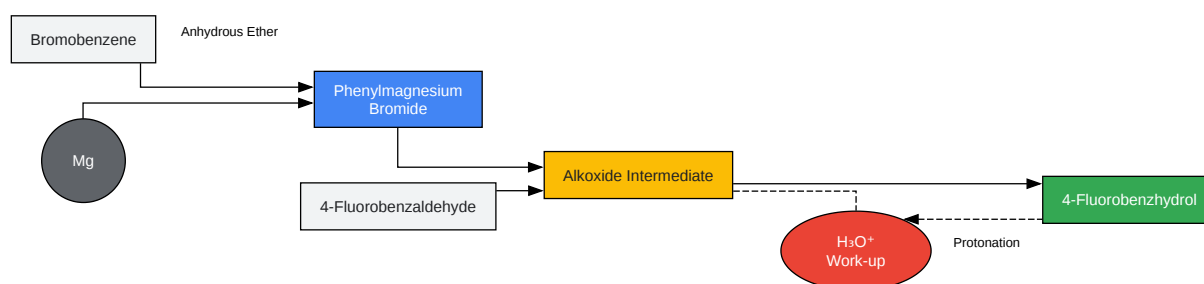 Bromobenzene
Anhydrous Ether
Phenylmagnesium
Bromide
Mg
Alkoxide Intermediate
4-Fluorobenzaldehyde
4-Fluorobenzhydrol
H₃O⁺
Work-up
Protonation